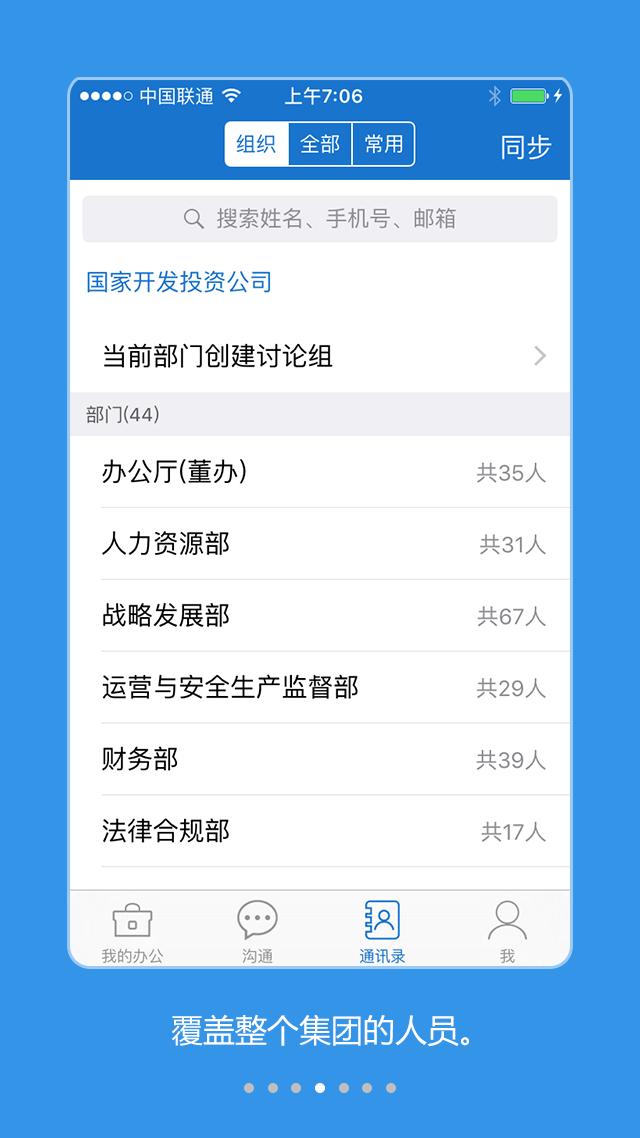 中国联通
上午7:06
组织
全部
常用
同步
搜索姓名、手机号、邮箱
国家开发投资公司
当前部门创建讨论组
部门(44)
办公厅(董办)
共35人
人力资源部
共31人
战略发展部
共67人
运营与安全生产监督部
共29人
财务部
共39人
法律合规部
共17人
我的办公
沟通
通讯录
我
覆盖整个集团的人员。